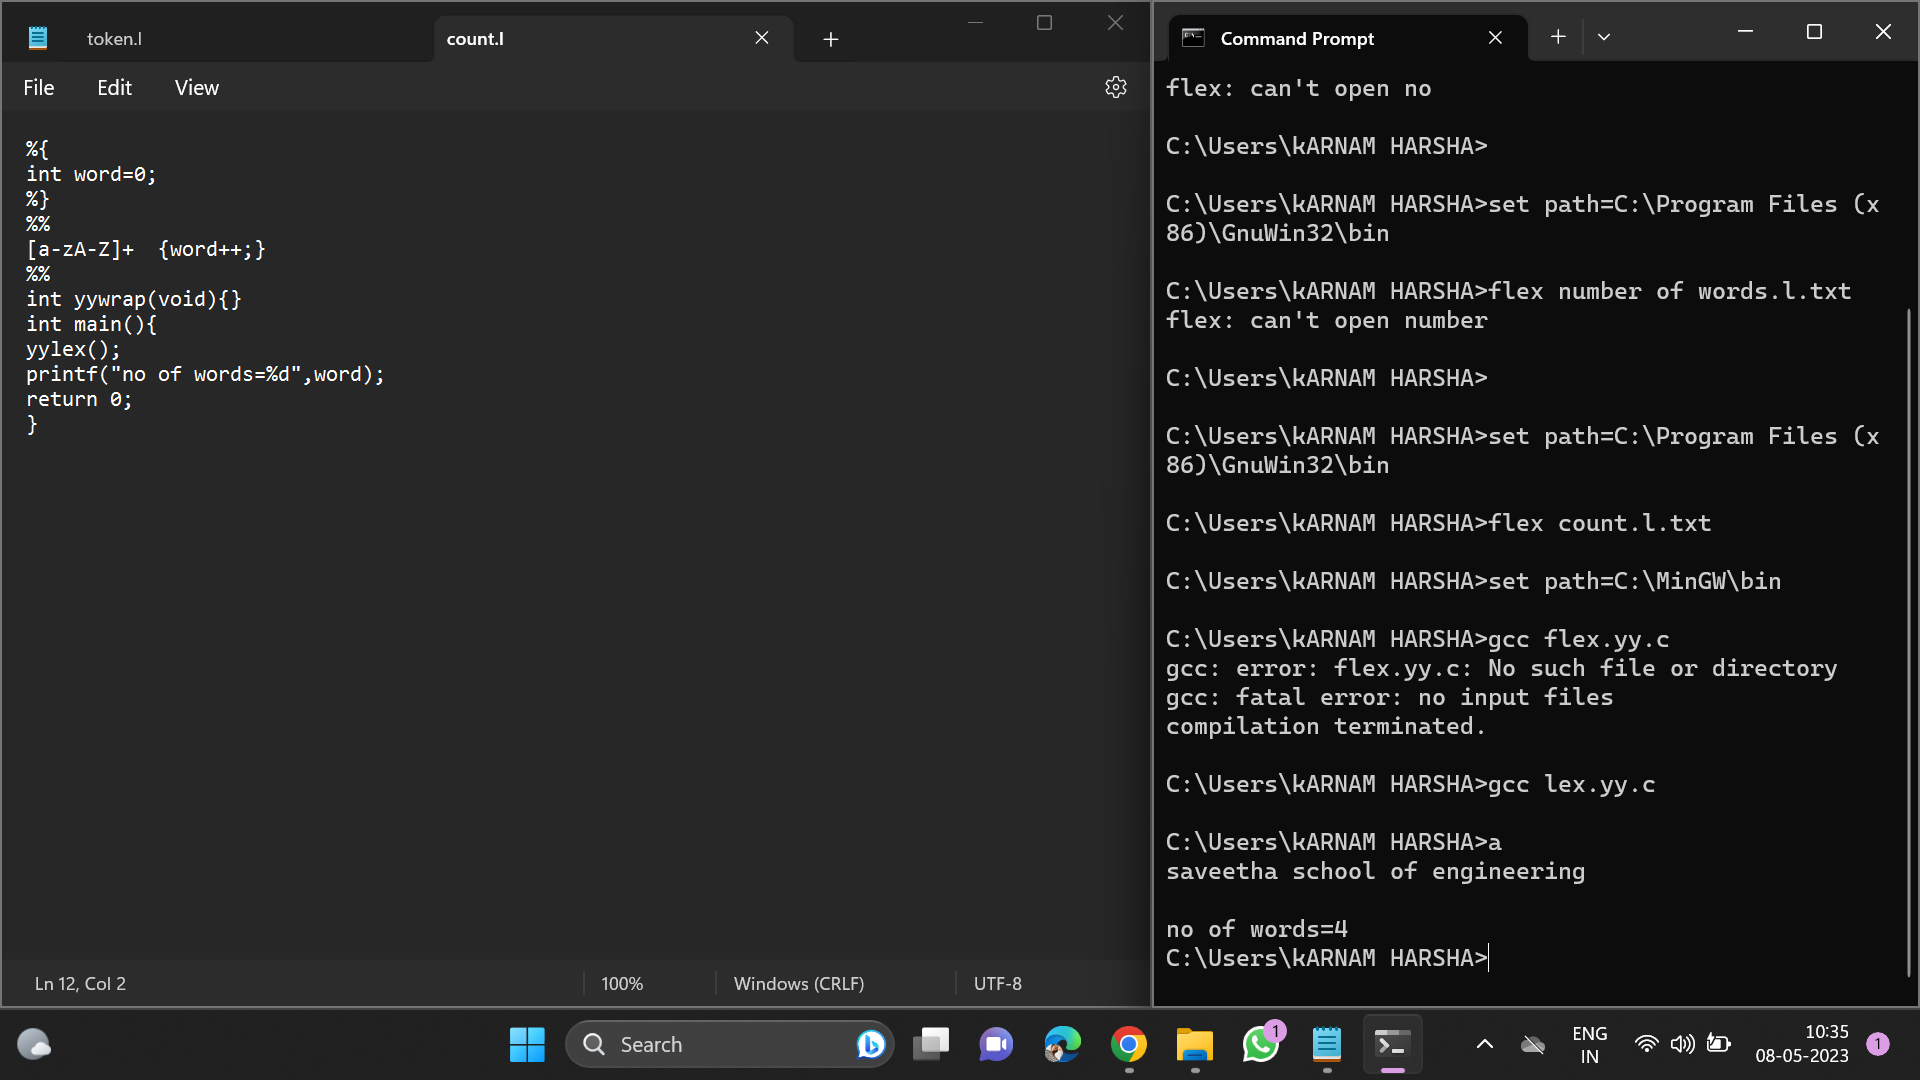 token.l
count.l
File
Edit
View
%{
int word=0;
%}
%%
[a-zA-Z]+  {word++;}
%%
int yywrap(void){}
int main(){
yylex();
printf("no of words=%d",word);
return 0;
}
Ln 12, Col 2
100%
Windows (CRLF)
UTF-8
Command Prompt
flex: can't open no
C:\Users\kARNAM HARSHA>
C:\Users\kARNAM HARSHA>set path=C:\Program Files (x
86)\GnuWin32\bin
C:\Users\kARNAM HARSHA>flex number of words.l.txt
flex: can't open number
C:\Users\kARNAM HARSHA>
C:\Users\kARNAM HARSHA>set path=C:\Program Files (x
86)\GnuWin32\bin
C:\Users\kARNAM HARSHA>flex count.l.txt
C:\Users\kARNAM HARSHA>set path=C:\MinGW\bin
C:\Users\kARNAM HARSHA>gcc flex.yy.c
gcc: error: flex.yy.c: No such file or directory
gcc: fatal error: no input files
compilation terminated.
C:\Users\kARNAM HARSHA>gcc lex.yy.c
C:\Users\kARNAM HARSHA>a
saveetha school of engineering
no of words=4
C:\Users\kARNAM HARSHA>
Search
1
ENG
IN
10:35
08-05-2023
1